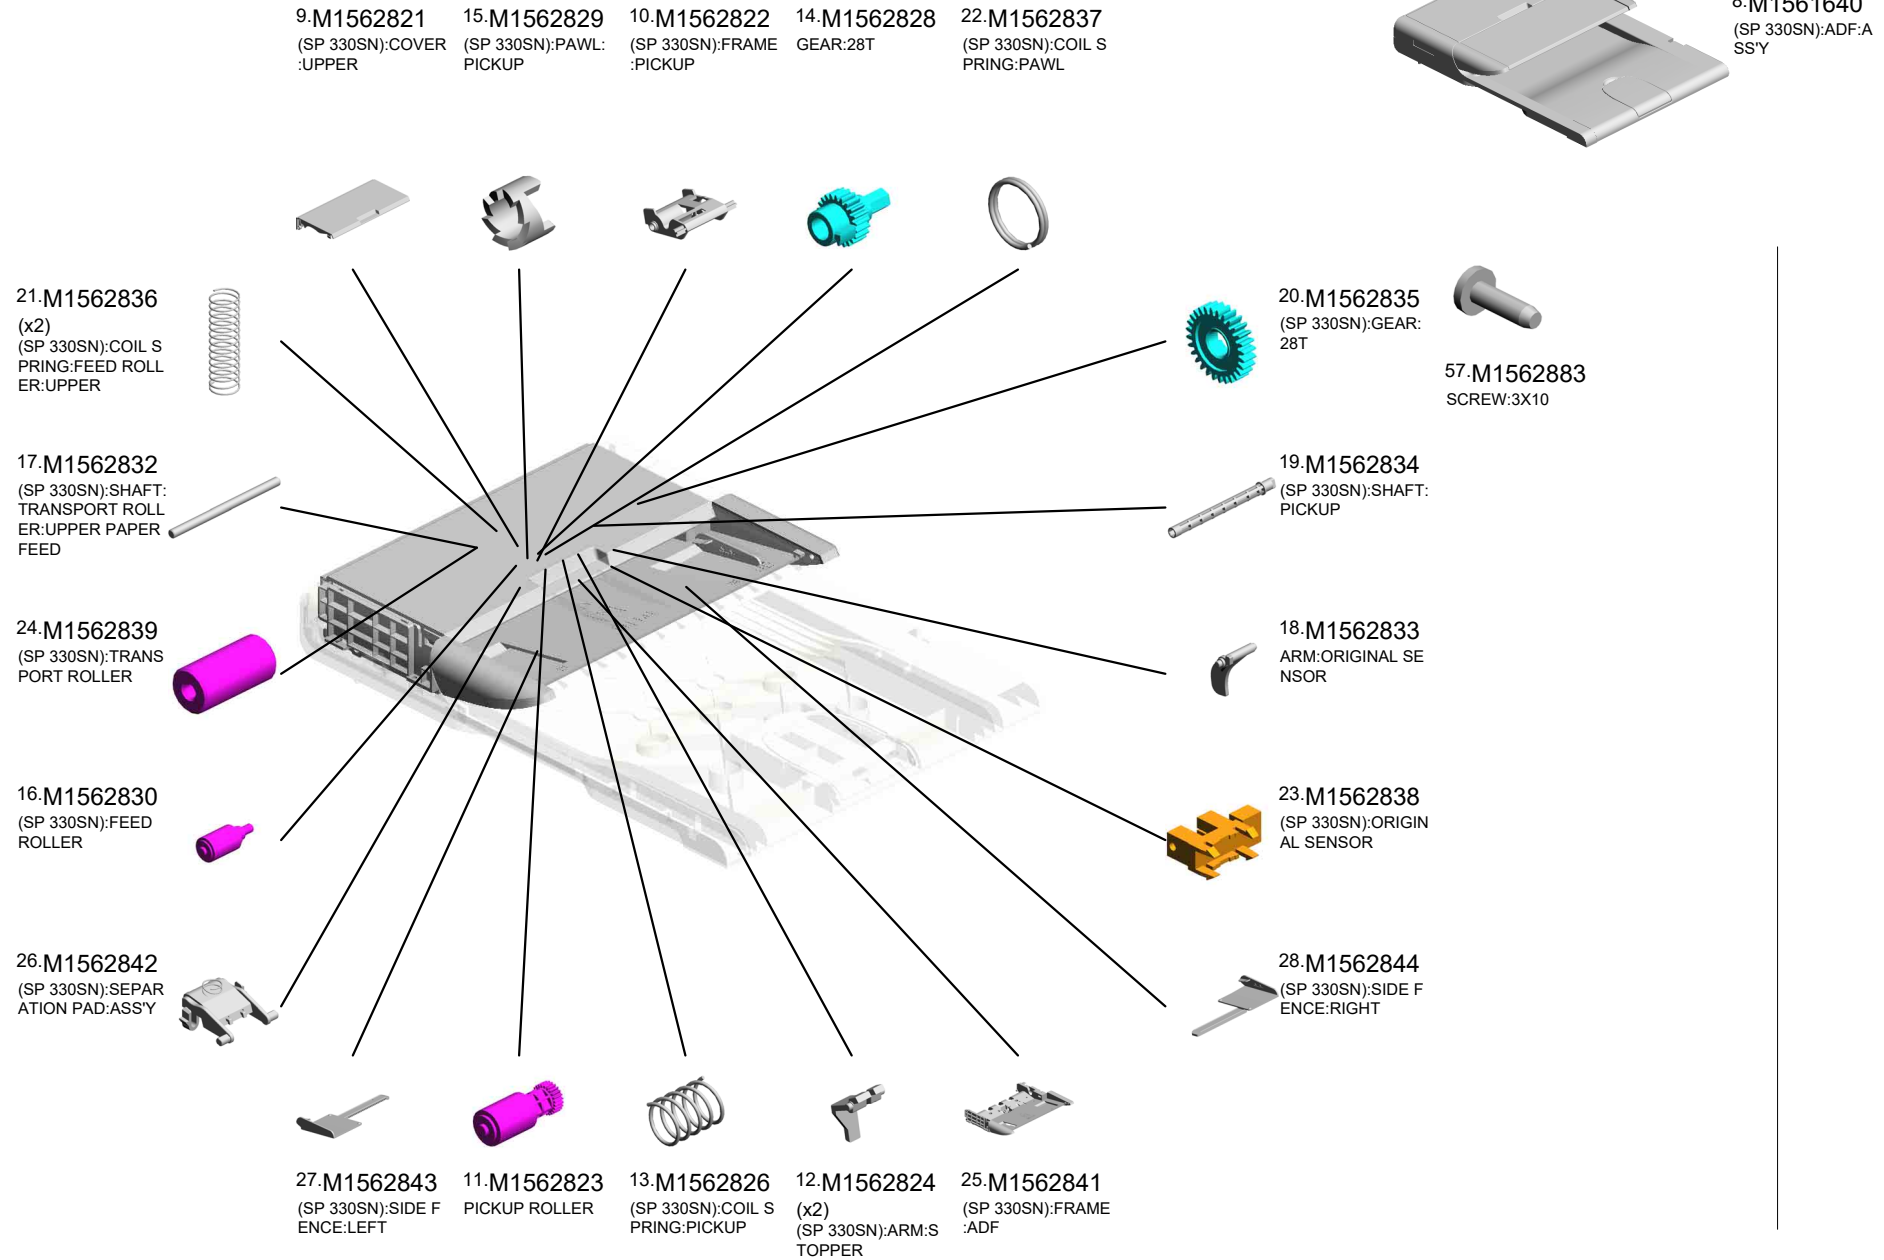 9.M1562821
(SP 330SN):COVER
:UPPER
15.M1562829
(SP 330SN):PAWL:
PICKUP
10.M1562822
(SP 330SN):FRAME
:PICKUP
14.M1562828
GEAR:28T
22.M1562837
(SP 330SN):COIL S
PRING:PAWL
8.M1561640
(SP 330SN):ADF:A
SS'Y
21.M1562836
(x2)
(SP 330SN):COIL S
PRING:FEED ROLL
ER:UPPER
20.M1562835
(SP 330SN):GEAR:
28T
57.M1562883
SCREW:3X10
17.M1562832
(SP 330SN):SHAFT:
TRANSPORT ROLL
ER:UPPER PAPER
FEED
19.M1562834
(SP 330SN):SHAFT:
PICKUP
24.M1562839
(SP 330SN):TRANS
PORT ROLLER
18.M1562833
ARM:ORIGINAL SE
NSOR
16.M1562830
(SP 330SN):FEED
ROLLER
23.M1562838
(SP 330SN):ORIGIN
AL SENSOR
26.M1562842
(SP 330SN):SEPAR
ATION PAD:ASS'Y
28.M1562844
(SP 330SN):SIDE F
ENCE:RIGHT
27.M1562843
(SP 330SN):SIDE F
ENCE:LEFT
11.M1562823
PICKUP ROLLER
13.M1562826
(SP 330SN):COIL S
PRING:PICKUP
12.M1562824
(x2)
(SP 330SN):ARM:S
TOPPER
25.M1562841
(SP 330SN):FRAME
:ADF